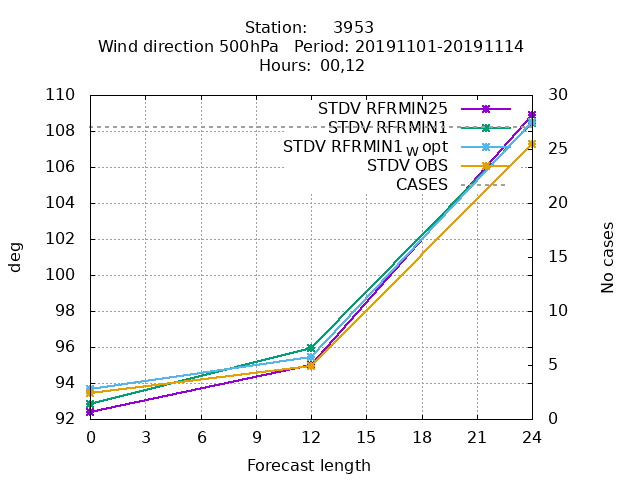 Station: 3953
Wind direction 500hPa Period: 20191101-20191114
Hours: 00,12
110
108
106
104
102
100
98
96
94
92
deg
STDV RFRMIN25
STDV RFRMIN1
STDV RFRMIN1w opt
STDV OBS
CASES
30
25
20
15
10
5
0
No cases
0 3 6 9 12 15 18 21 24
Forecast length